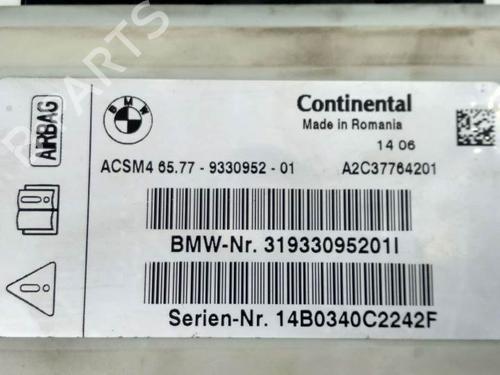 AIRBAG
BMW
Continental
Made in Romania
14 06
ACSM4 65.77 - 9330952 - 01
A2C37764201
BMW-Nr. 31933095201I
Serien-Nr. 14B0340C2242F